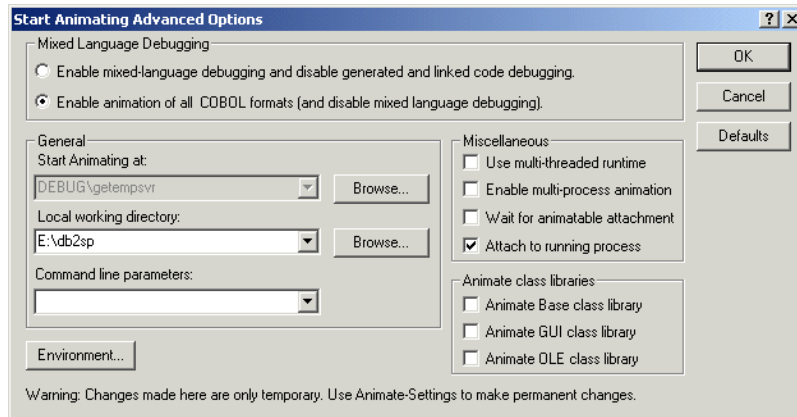 Start Animating Advanced Options
Mixed Language Debugging
Enable mixed-language debugging and disable generated and linked code debugging.
Enable animation of all COBOL formats (and disable mixed language debugging).
OK
Cancel
Defaults
General
Start Animating at:
DEBUG\getempsvr
Browse...
Local working directory:
E:\db2sp
Browse...
Command line parameters:
Miscellaneous
Use multi-threaded runtime
Enable multi-process animation
Wait for animatable attachment
Attach to running process
Animate class libraries
Animate Base class library
Animate GUI class library
Animate OLE class library
Environment...
Warning: Changes made here are only temporary. Use Animate-Settings to make permanent changes.